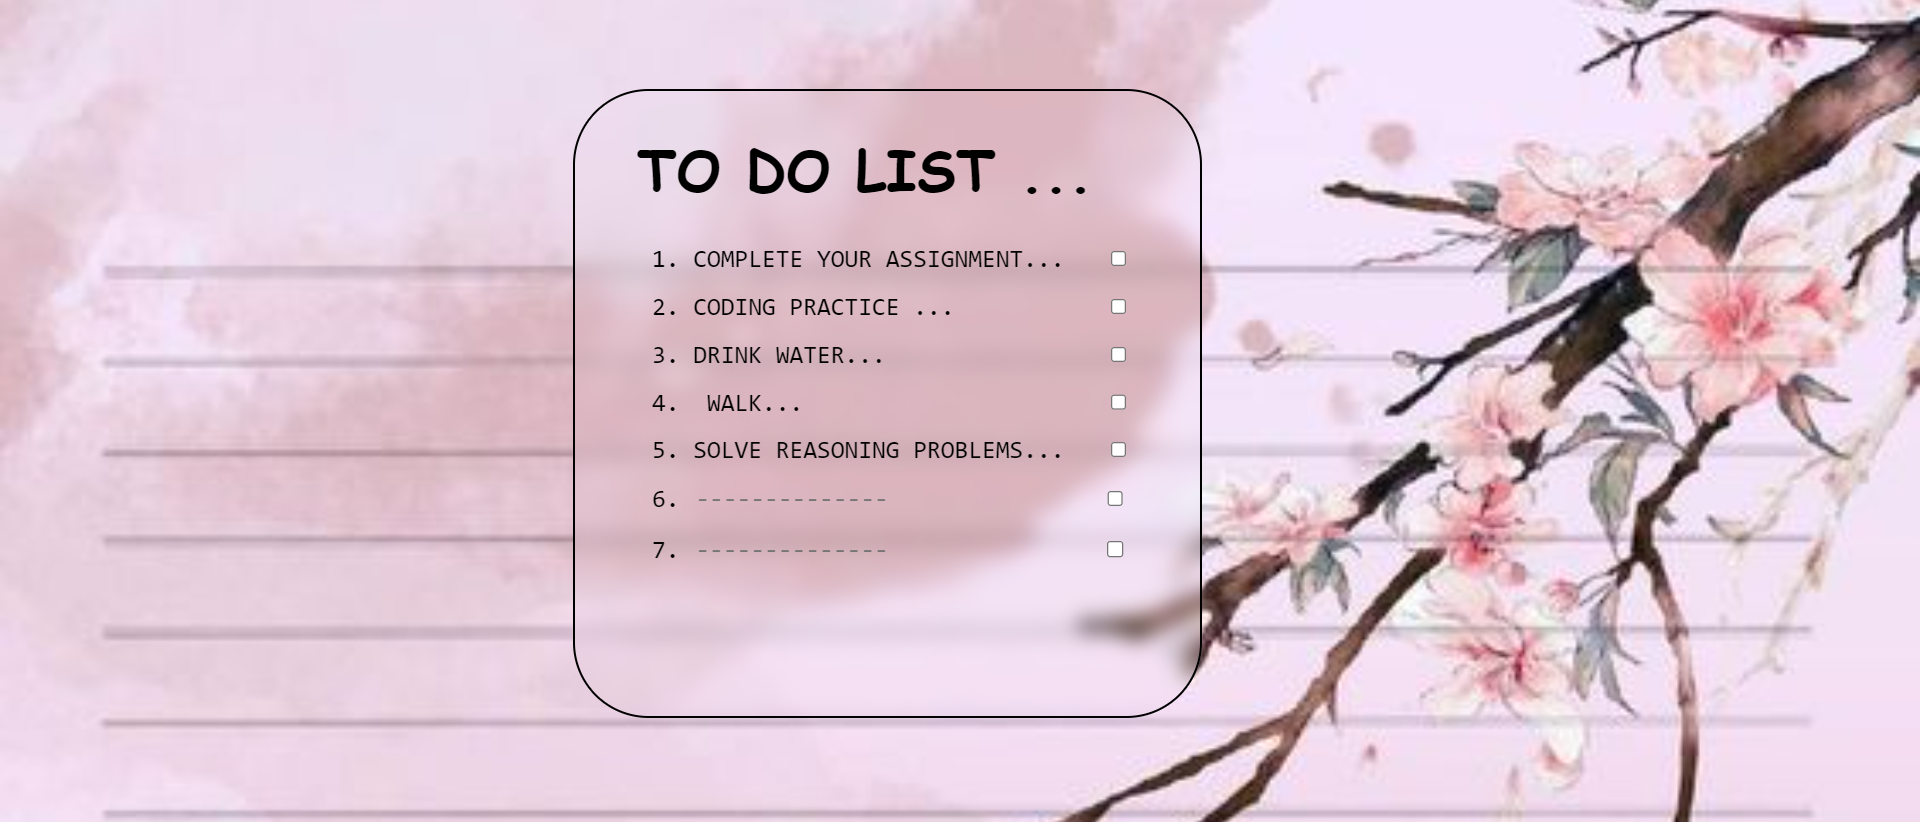 TO DO LIST ...
1. COMPLETE YOUR ASSIGNMENT...
2. CODING PRACTICE ...
3. DRINK WATER...
4. WALK...
5. SOLVE REASONING PROBLEMS...
6. --------------
7. --------------